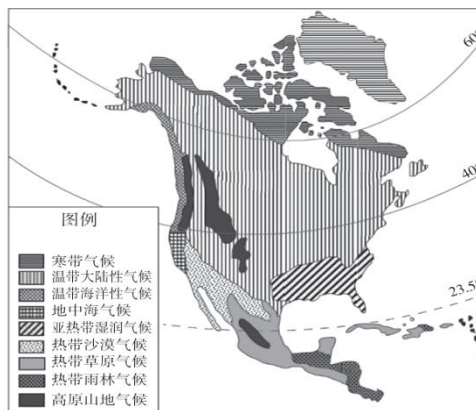 60
40
23.5
图例
寒带气候
温带大陆性气候
温带海洋性气候
地中海气候
亚热带湿润气候
热带沙漠气候
热带草原气候
热带雨林气候
高原山地气候